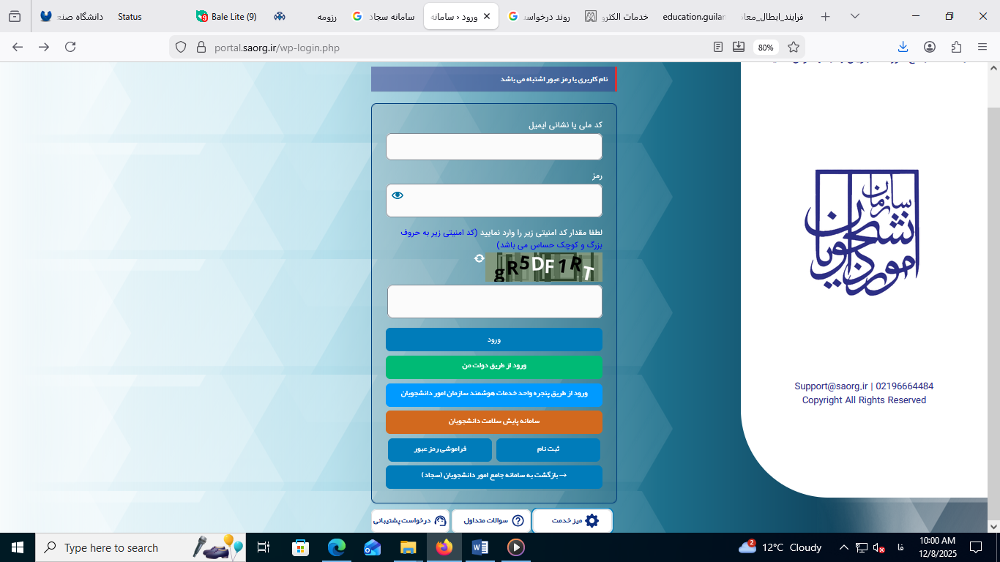 دانشگاه صنع
Status
Bale Lite (9)
رزومه
سامانه سجاد
ورود ‹ سامانه
روند درخواست
خدمات الکترو
education.guilan
فرایند_ابطال_معا
portal.saorg.ir/wp-login.php
80%
نام کاربری یا رمز عبور اشتباه می باشد
کد ملی یا نشانی ایمیل
رمز
لطفا مقدار کد امنیتی زیر را وارد نمایید (کد امنیتی زیر به حروف
بزرگ و کوچک حساس می باشد)
gR5DF1RT
ورود
ورود از طریق دولت من
ورود از طریق پنجره واحد خدمات هوشمند سازمان امور دانشجویان
سامانه پایش سلامت دانشجویان
ثبت نام
فراموشی رمز عبور
→ بازگشت به سامانه جامع امور دانشجویان (سجاد)
میز خدمت
سوالات متداول
درخواست پشتیبانی
سازمان
امور دانشجویان
Support@saorg.ir | 02196664484
Copyright All Rights Reserved
Type here to search
2
12°C Cloudy
فا
10:00 AM
12/8/2025